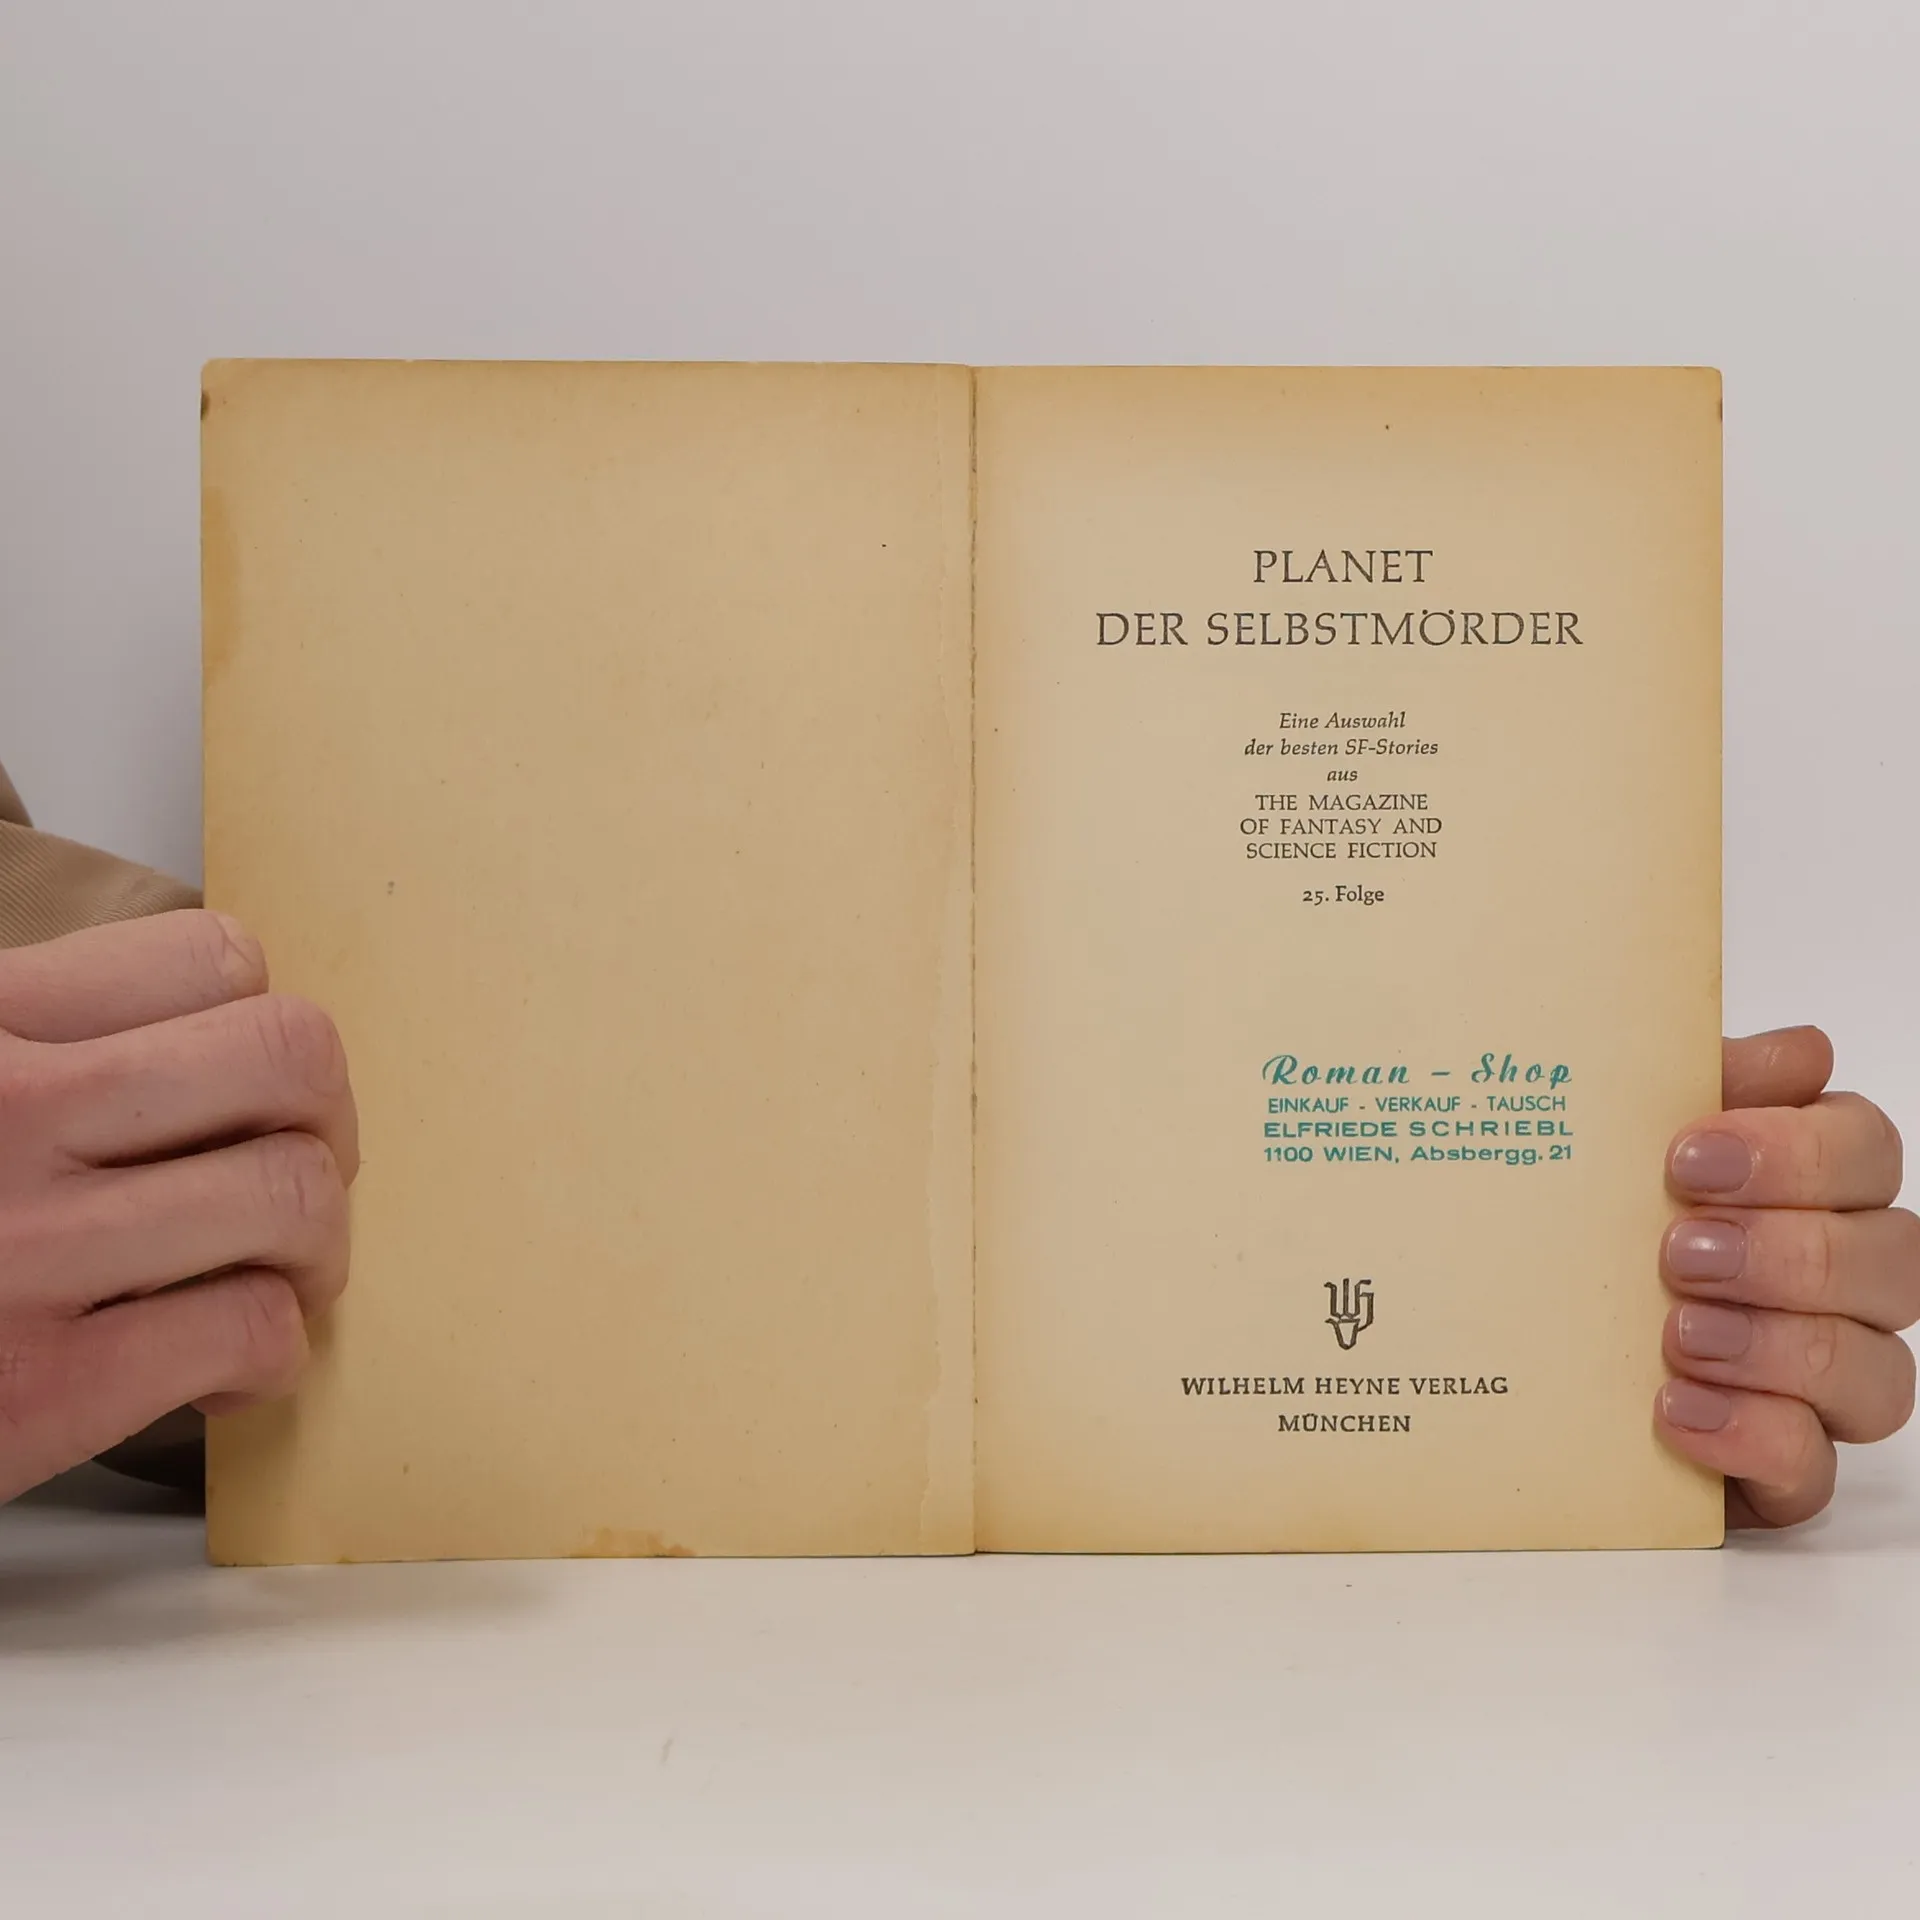 PLANET
DER SELBSTMÖRDER
Eine Auswahl
der besten SF-Stories
aus
THE MAGAZINE
OF FANTASY AND
SCIENCE FICTION
25. Folge
Roman – Shop
EINKAUF - VERKAUF - TAUSCH
ELFRIEDE SCHRIEBL
1100 WIEN, Absbergg. 21
WHV
WILHELM HEYNE VERLAG
MÜNCHEN